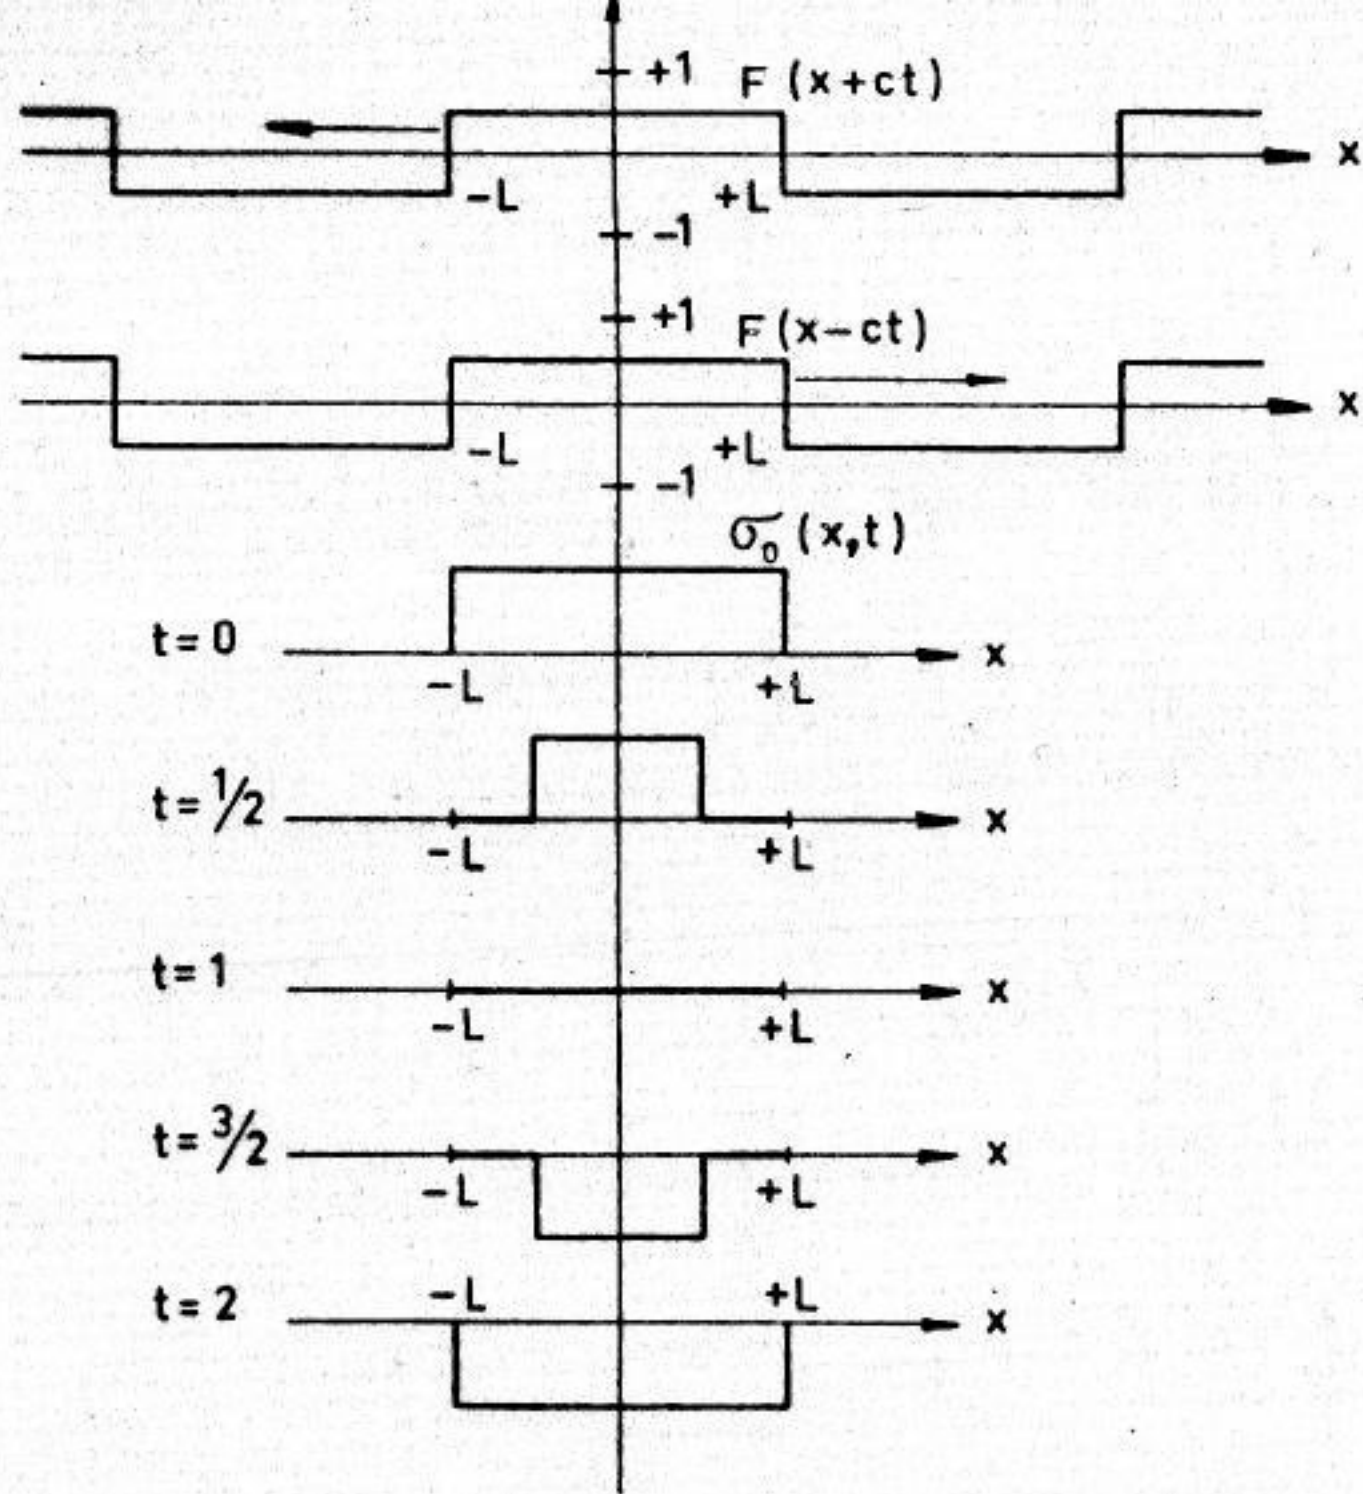 +1 F (x+ct)
x
-L +L
-1
+1 F(x-ct)
x
-L +L
-1
σ₀ (x,t)
t=0 x
-L +L
t=1/2 x
-L +L
t=1 x
-L +L
t=3/2 x
-L +L
-L +L
t=2 x